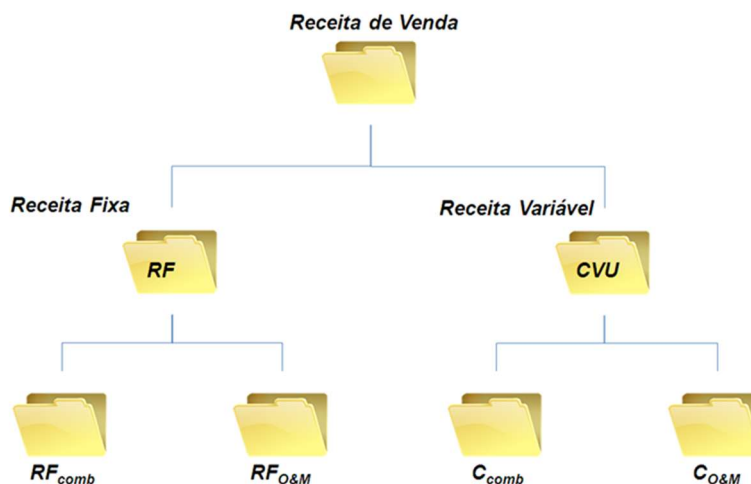 Receita de Venda
Receita Fixa
Receita Variável
RF
CVU
RFcomb
RFO&M
Ccomb
CO&M